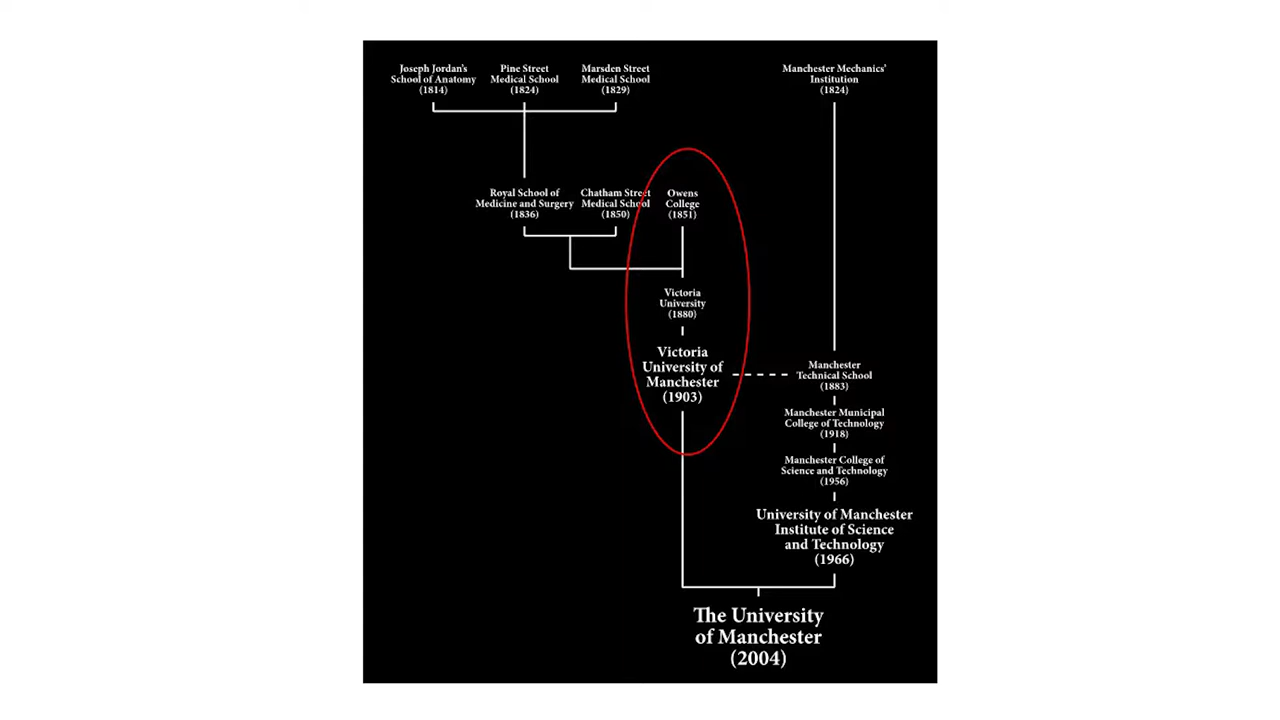 Joseph Jordan's
School of Anatomy
(1814)
Pine Street
Medical School
(1824)
Marsden Street
Medical School
(1829)
Manchester Mechanics'
Institution
(1824)
Royal School of
Medicine and Surgery
(1836)
Chatham Street
Medical School
(1850)
Owens
College
(1851)
Victoria
University
(1880)
Victoria
University of
Manchester
(1903)
Manchester
Technical School
(1883)
Manchester Municipal
College of Technology
(1918)
Manchester College of
Science and Technology
(1956)
University of Manchester
Institute of Science
and Technology
(1966)
The University
of Manchester
(2004)